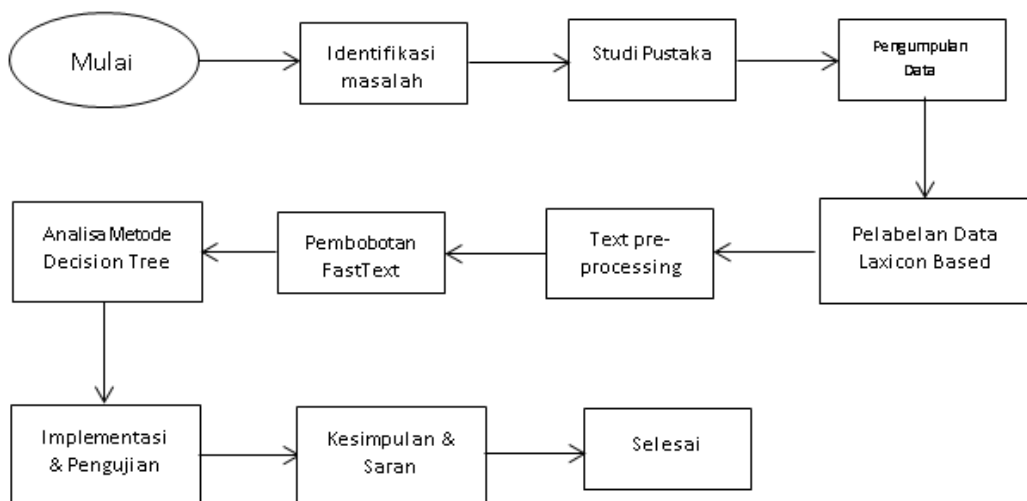 Mulai
Identifikasi
masalah
Studi Pustaka
Pengumpulan
Data
Pelabelan Data
Laxicon Based
Text pre-
processing
Pembobotan
FastText
Analisa Metode
Decision Tree
Implementasi
& Pengujian
Kesimpulan &
Saran
Selesai